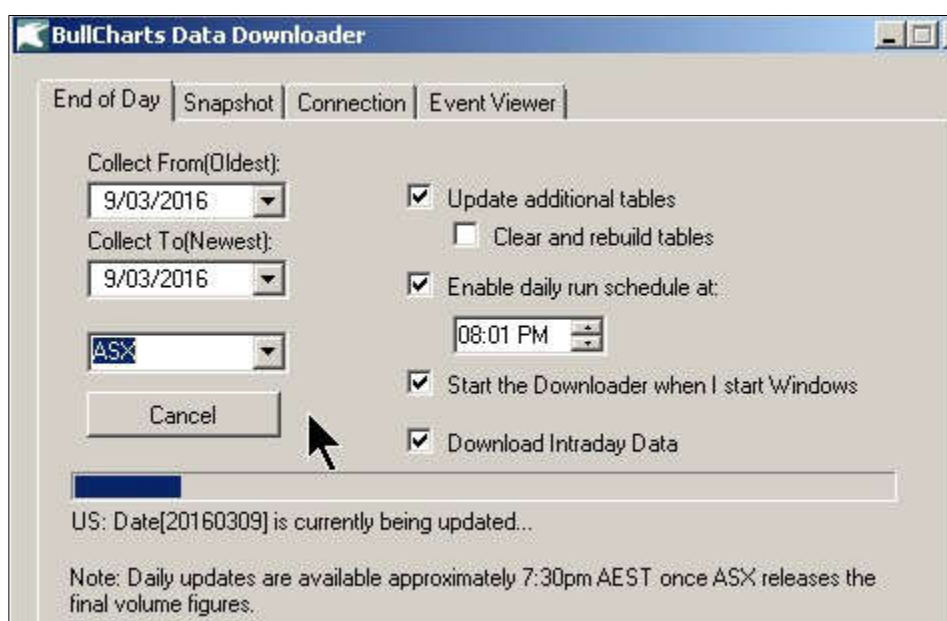 BullCharts Data Downloader
End of Day Snapshot Connection Event Viewer
Collect From(Oldest):
9/03/2016
Update additional tables
Clear and rebuild tables
Collect To(Newest):
9/03/2016
Enable daily run schedule at:
08:01 PM
ASX
Start the Downloader when I start Windows
Cancel
Download Intraday Data
US: Date[20160309] is currently being updated...
Note: Daily updates are available approximately 7:30pm AEST once ASX releases the
final volume figures.